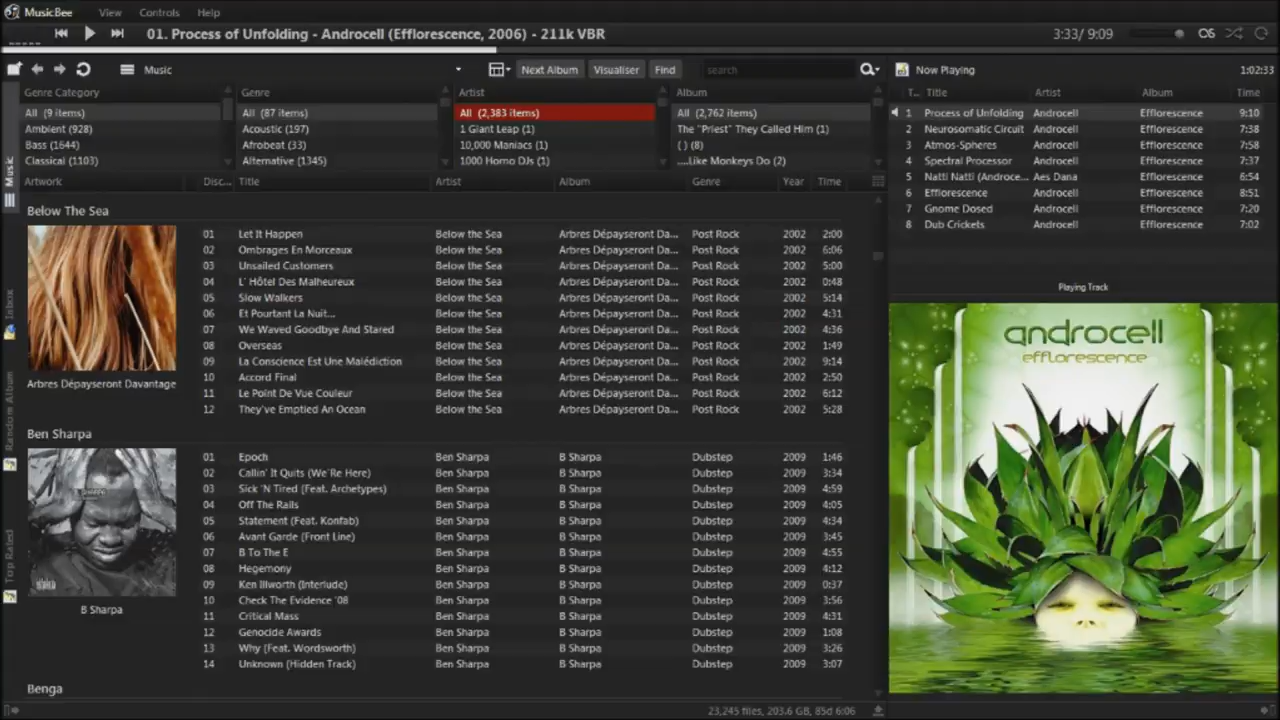 MusicBee View Controls Help
01. Process of Unfolding - Androcell (Efflorescence, 2006) - 211k VBR 3:33/ 9:09
Music Next Album Visualiser Find search Now Playing 1:02:33
Genre Category Genre Artist Album T... Title Artist Album Time
All (9 items) All (87 items) All (2,383 items) All (2,762 items) 1 Process of Unfolding Androcell Efflorescence 9:10
Ambient (928) Acoustic (197) 1 Giant Leap (1) The "Priest" They Called Him (1) 2 Neurosomatic Circuit Androcell Efflorescence 7:38
Bass (1644) Afrobeat (33) 10,000 Maniacs (1) ( ) (8) 3 Atmos-Spheres Androcell Efflorescence 7:58
Classical (1103) Alternative (1345) 1000 Homo DJs (1) ....Like Monkeys Do (2) 4 Spectral Processor Androcell Efflorescence 7:37
5 Natti Natti (Androce... Aes Dana Efflorescence 6:54
6 Efflorescence Androcell Efflorescence 8:51
7 Gnome Dosed Androcell Efflorescence 7:20
8 Dub Crickets Androcell Efflorescence 7:02
Artwork Disc... Title Artist Album Genre Year Time
Below The Sea
01 Let It Happen Below the Sea Arbres Dépayseront Da... Post Rock 2002 2:00
02 Ombrages En Morceaux Below the Sea Arbres Dépayseront Da... Post Rock 2002 6:06
03 Unsailed Customers Below the Sea Arbres Dépayseront Da... Post Rock 2002 5:00
04 L' Hôtel Des Malheureux Below the Sea Arbres Dépayseront Da... Post Rock 2002 0:48
05 Slow Walkers Below the Sea Arbres Dépayseront Da... Post Rock 2002 5:14
06 Et Pourtant La Nuit... Below the Sea Arbres Dépayseront Da... Post Rock 2002 4:31
07 We Waved Goodbye And Stared Below the Sea Arbres Dépayseront Da... Post Rock 2002 4:36
08 Overseas Below the Sea Arbres Dépayseront Da... Post Rock 2002 1:49
09 La Conscience Est Une Malédiction Below the Sea Arbres Dépayseront Da... Post Rock 2002 9:14
10 Accord Final Below the Sea Arbres Dépayseront Da... Post Rock 2002 2:50
11 Le Point De Vue Couleur Below the Sea Arbres Dépayseront Da... Post Rock 2002 6:12
12 They've Emptied An Ocean Below the Sea Arbres Dépayseront Da... Post Rock 2002 5:28
Arbres Dépayseront Davantage
Ben Sharpa
01 Epoch Ben Sharpa B Sharpa Dubstep 2009 1:46
02 Callin' It Quits (We'Re Here) Ben Sharpa B Sharpa Dubstep 2009 3:34
03 Sick 'N Tired (Feat. Archetypes) Ben Sharpa B Sharpa Dubstep 2009 4:59
04 Off The Rails Ben Sharpa B Sharpa Dubstep 2009 4:05
05 Statement (Feat. Konfab) Ben Sharpa B Sharpa Dubstep 2009 4:34
06 Avant Garde (Front Line) Ben Sharpa B Sharpa Dubstep 2009 3:45
07 B To The E Ben Sharpa B Sharpa Dubstep 2009 4:55
08 Hegemony Ben Sharpa B Sharpa Dubstep 2009 4:12
09 Ken Illworth (Interlude) Ben Sharpa B Sharpa Dubstep 2009 0:37
10 Check The Evidence '08 Ben Sharpa B Sharpa Dubstep 2009 3:56
11 Critical Mass Ben Sharpa B Sharpa Dubstep 2009 4:31
12 Genocide Awards Ben Sharpa B Sharpa Dubstep 2009 1:08
13 Why (Feat. Wordsworth) Ben Sharpa B Sharpa Dubstep 2009 3:26
14 Unknown (Hidden Track) Ben Sharpa B Sharpa Dubstep 2009 3:07
B SHARPA
B Sharpa
Benga
Music
Inbox
Random Album
Top Rated
Playing Track
androcell
efflorescence
23,245 files, 203.6 GB, 85d 6:06